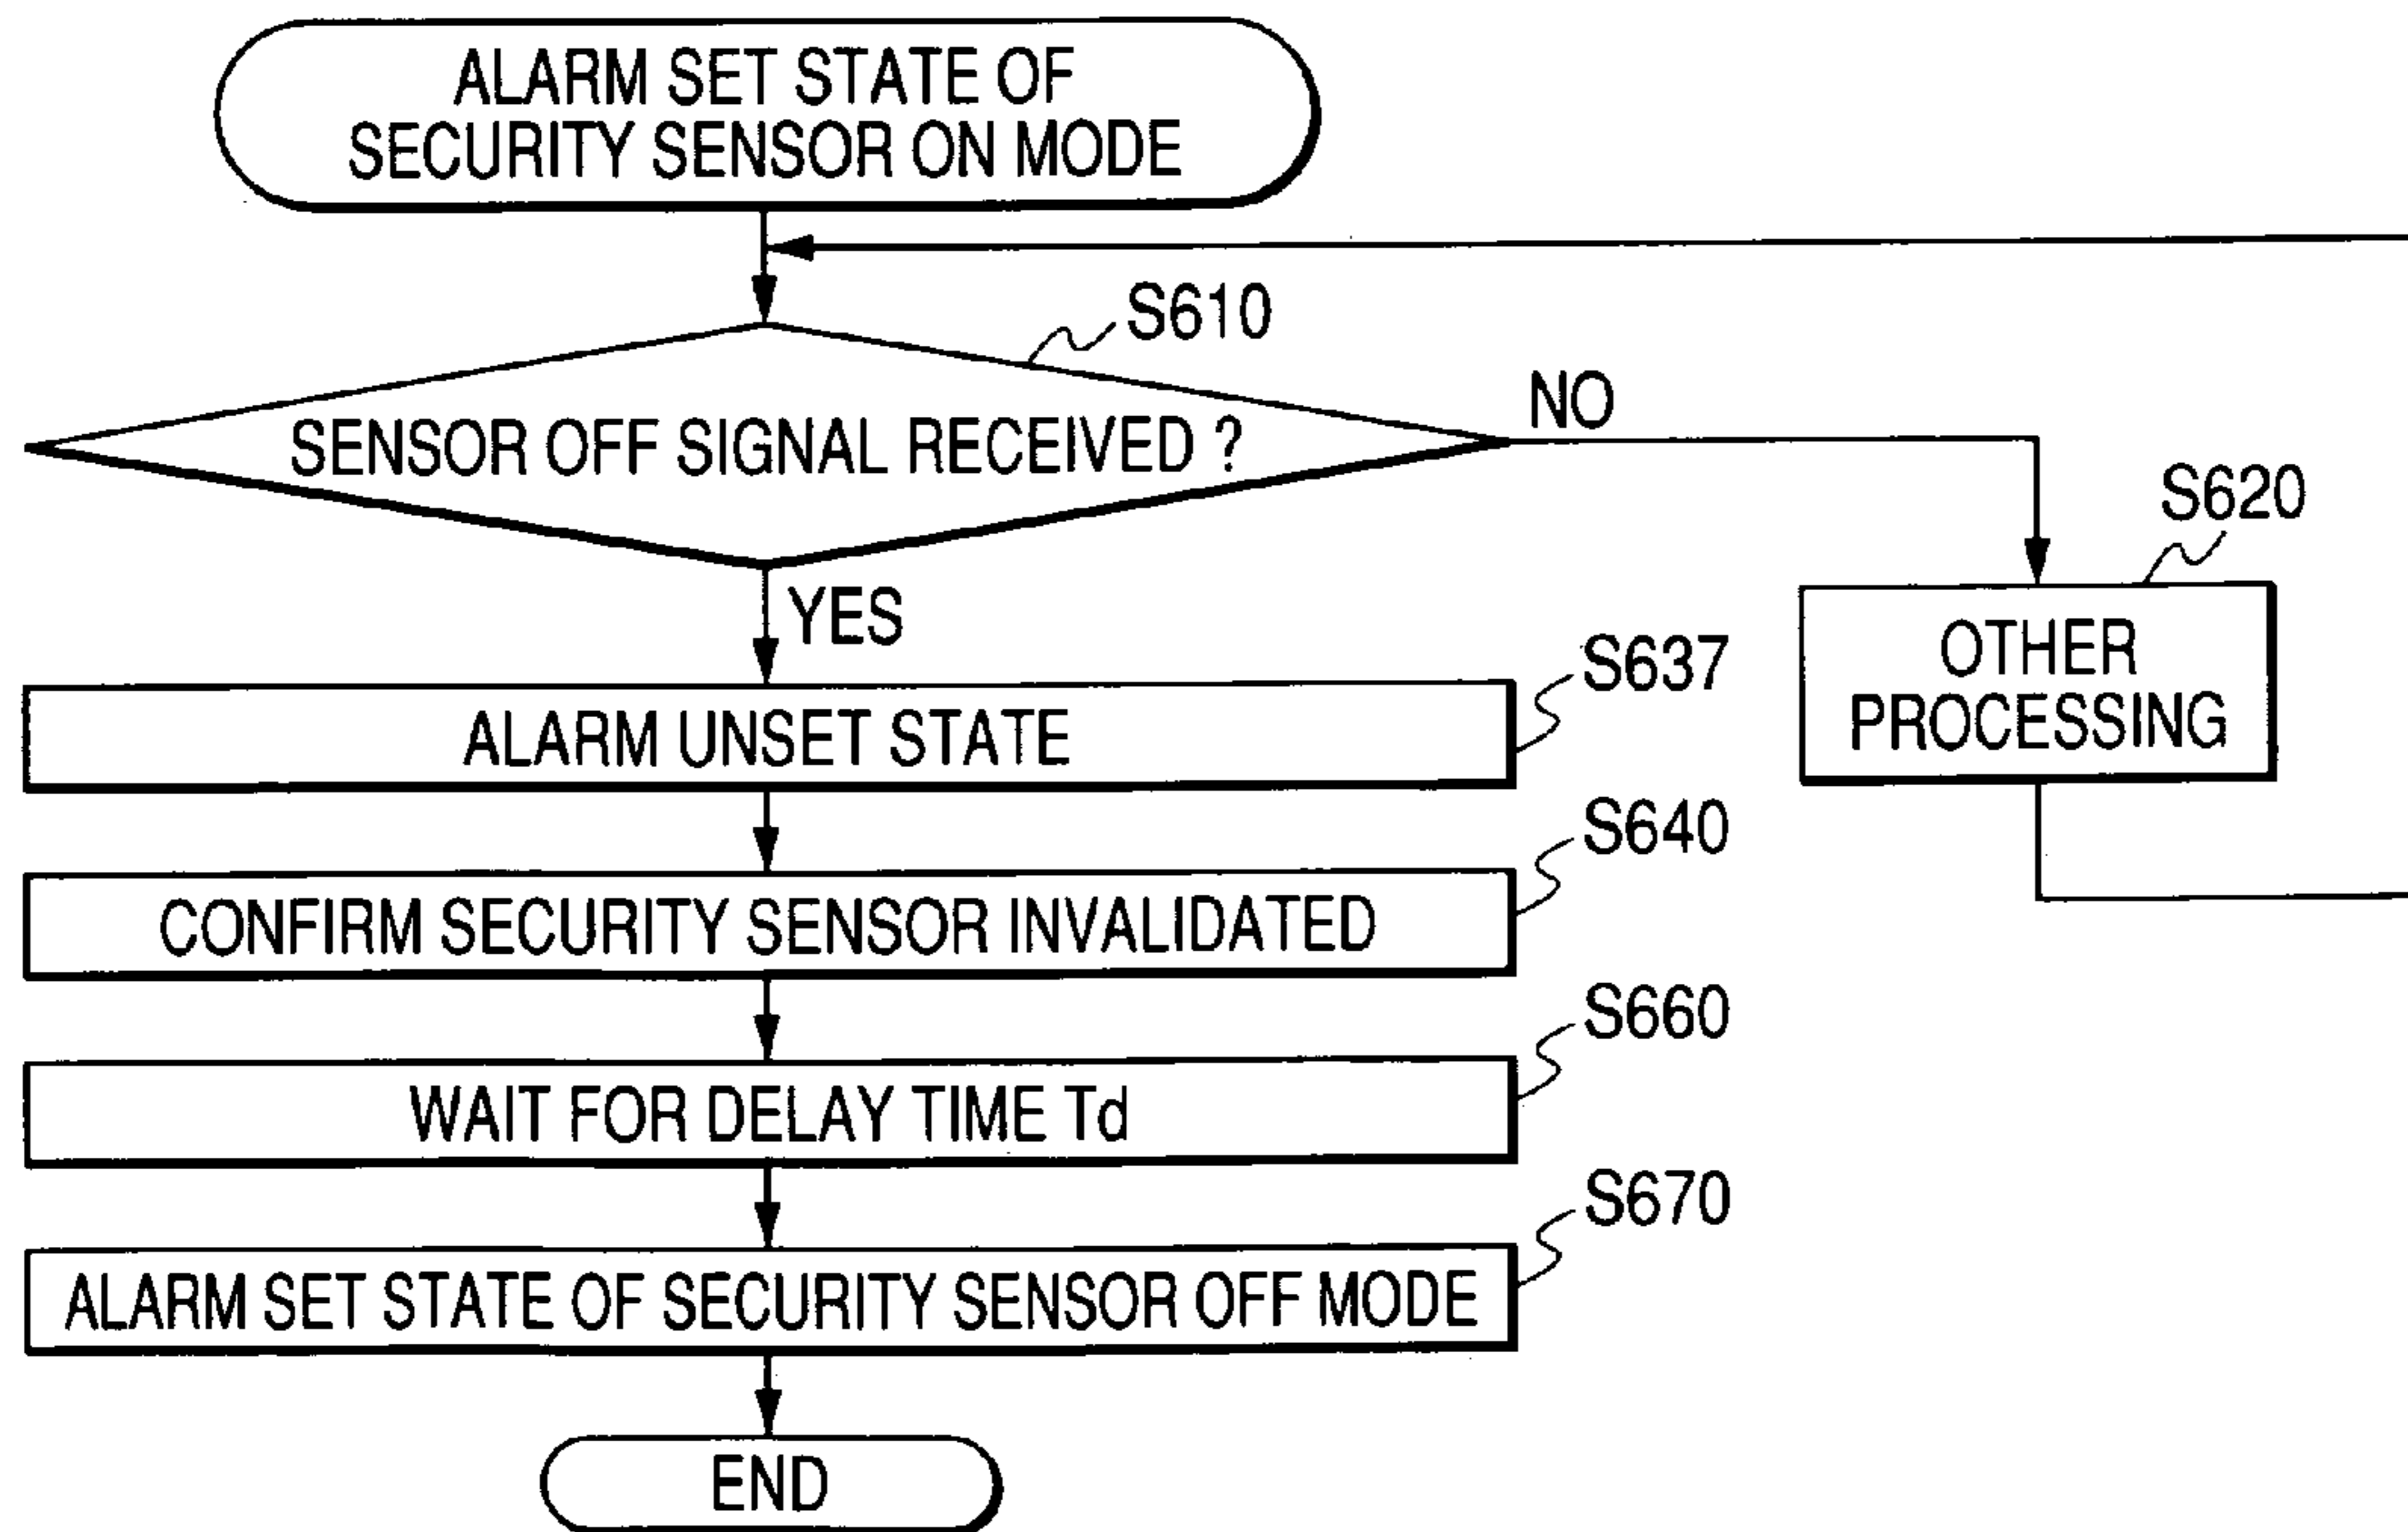 ALARM SET STATE OF
SECURITY SENSOR ON MODE
S610
SENSOR OFF SIGNAL RECEIVED ?
NO
S620
OTHER
PROCESSING
YES
S637
ALARM UNSET STATE
S640
CONFIRM SECURITY SENSOR INVALIDATED
S660
WAIT FOR DELAY TIME Td
S670
ALARM SET STATE OF SECURITY SENSOR OFF MODE
END